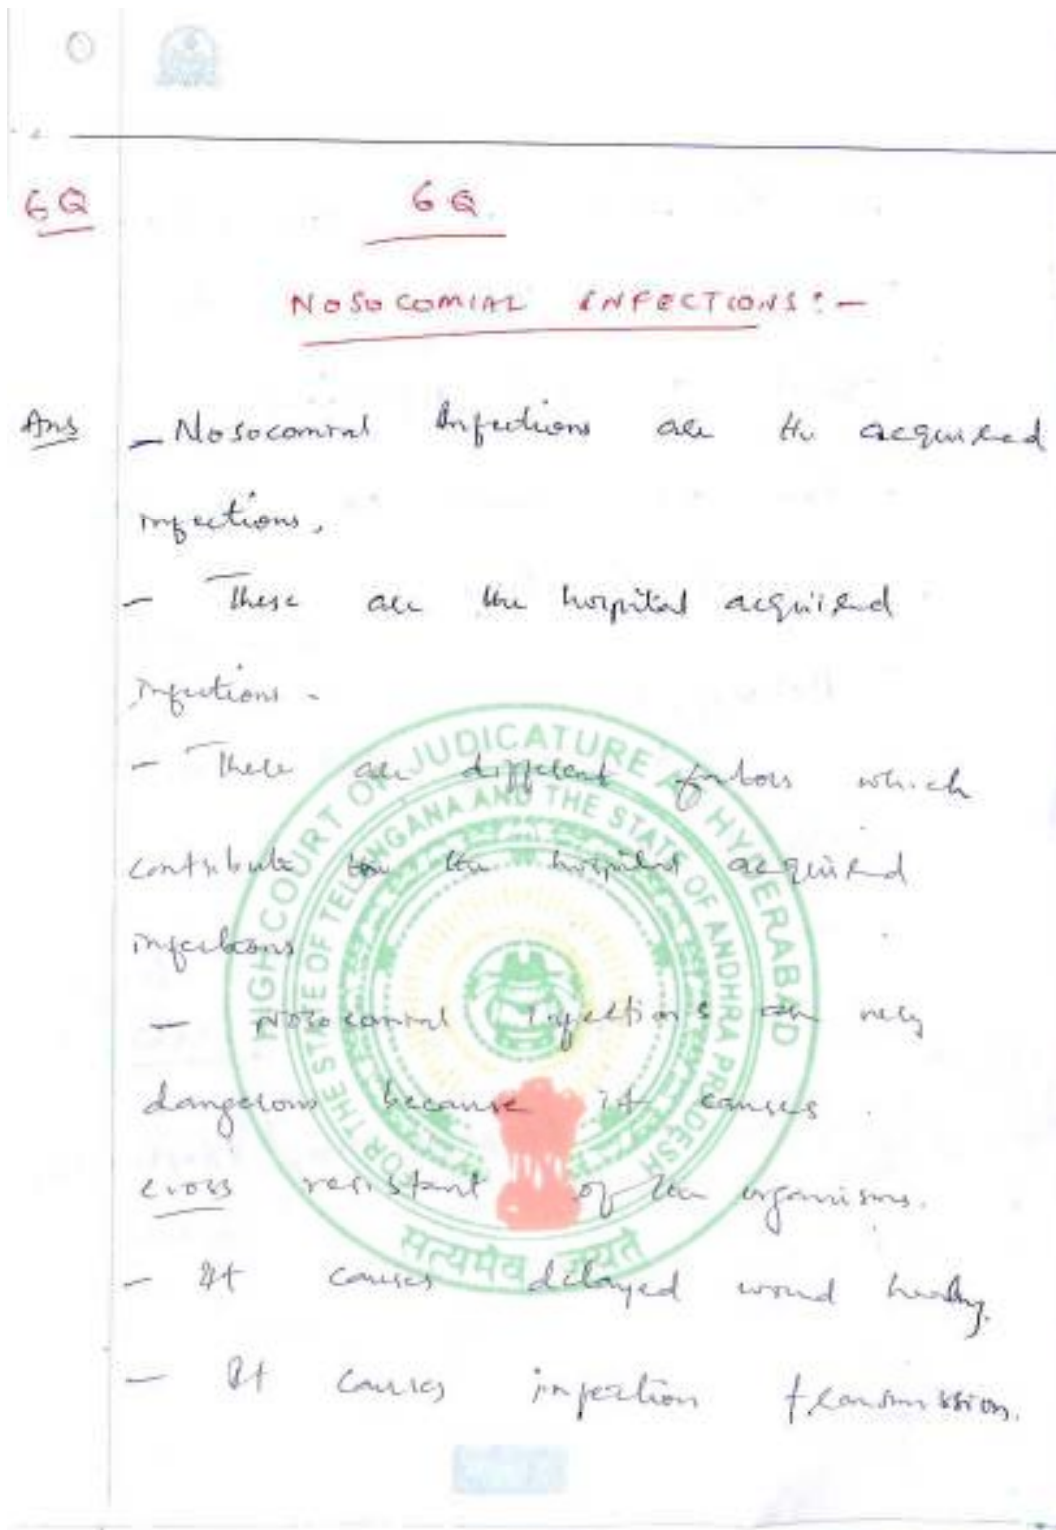 6Q 6Q
NOSOCOMIAL INFECTIONS:-
Ans - Nosocomial Infections are the acquired
infections.
- These are the hospital acquired
infections -
- There are different factors which
contribute the hospital acquired
infections
- Nosocomial Infections are very
dangerous because it causes
cross resistant of the organisms.
- It causes delayed wound healing.
- It causes infection transmission.
HIGH COURT OF JUDICATURE AT HYDERABAD
FOR THE STATE OF TELANGANA AND THE STATE OF ANDHRA PRADESH
सत्यमेव जयते